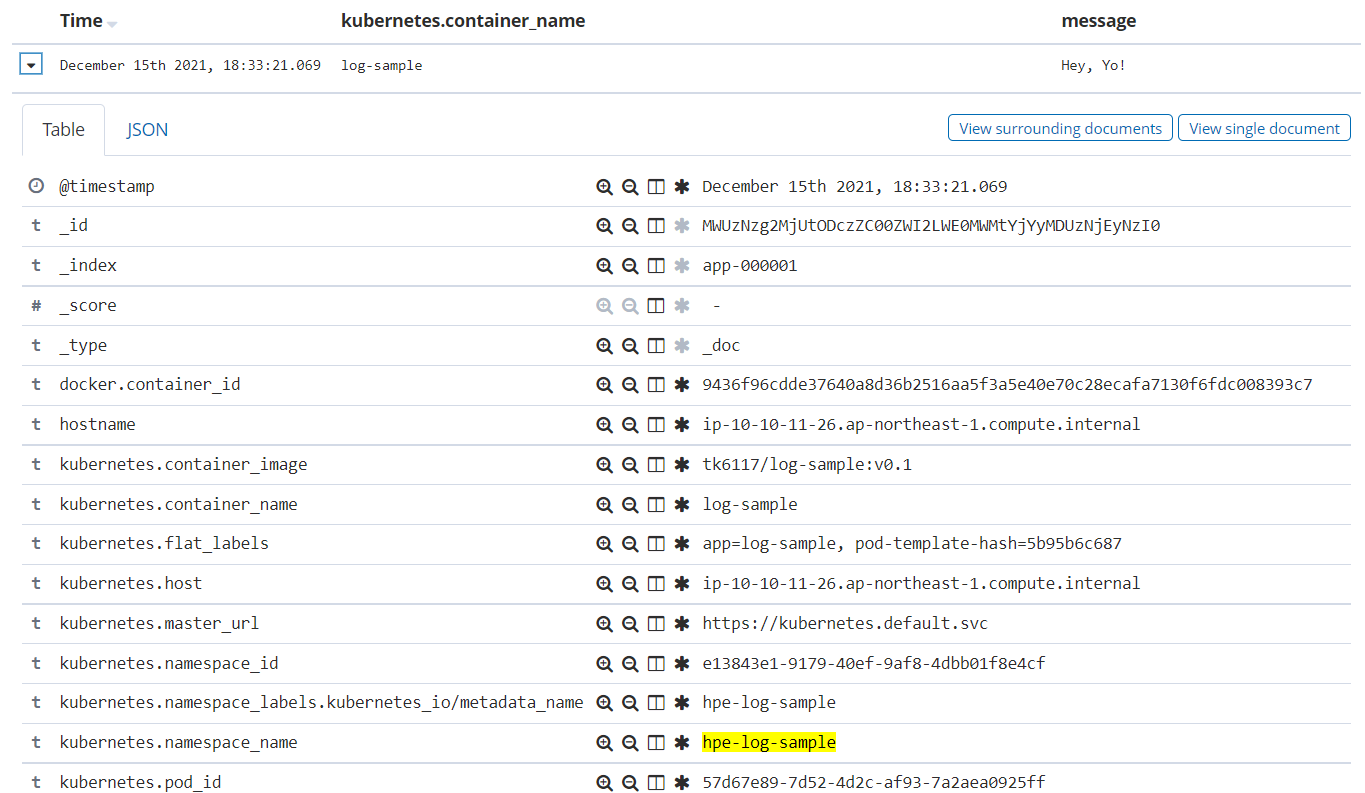 Time kubernetes.container_name message
December 15th 2021, 18:33:21.069 log-sample Hey, Yo!
Table JSON View surrounding documents View single document
@timestamp December 15th 2021, 18:33:21.069
t _id MWUzNzg2MjUtODczZC00ZWI2LWE0MWMtYjYyMDUzNjEyNzI0
t _index app-000001
# _score -
t _type _doc
t docker.container_id 9436f96cdde37640a8d36b2516aa5f3a5e40e70c28ecafa7130f6fdc008393c7
t hostname ip-10-10-11-26.ap-northeast-1.compute.internal
t kubernetes.container_image tk6117/log-sample:v0.1
t kubernetes.container_name log-sample
t kubernetes.flat_labels app=log-sample, pod-template-hash=5b95b6c687
t kubernetes.host ip-10-10-11-26.ap-northeast-1.compute.internal
t kubernetes.master_url https://kubernetes.default.svc
t kubernetes.namespace_id e13843e1-9179-40ef-9af8-4dbb01f8e4cf
t kubernetes.namespace_labels.kubernetes_io/metadata_name hpe-log-sample
t kubernetes.namespace_name hpe-log-sample
t kubernetes.pod_id 57d67e89-7d52-4d2c-af93-7a2aea0925ff